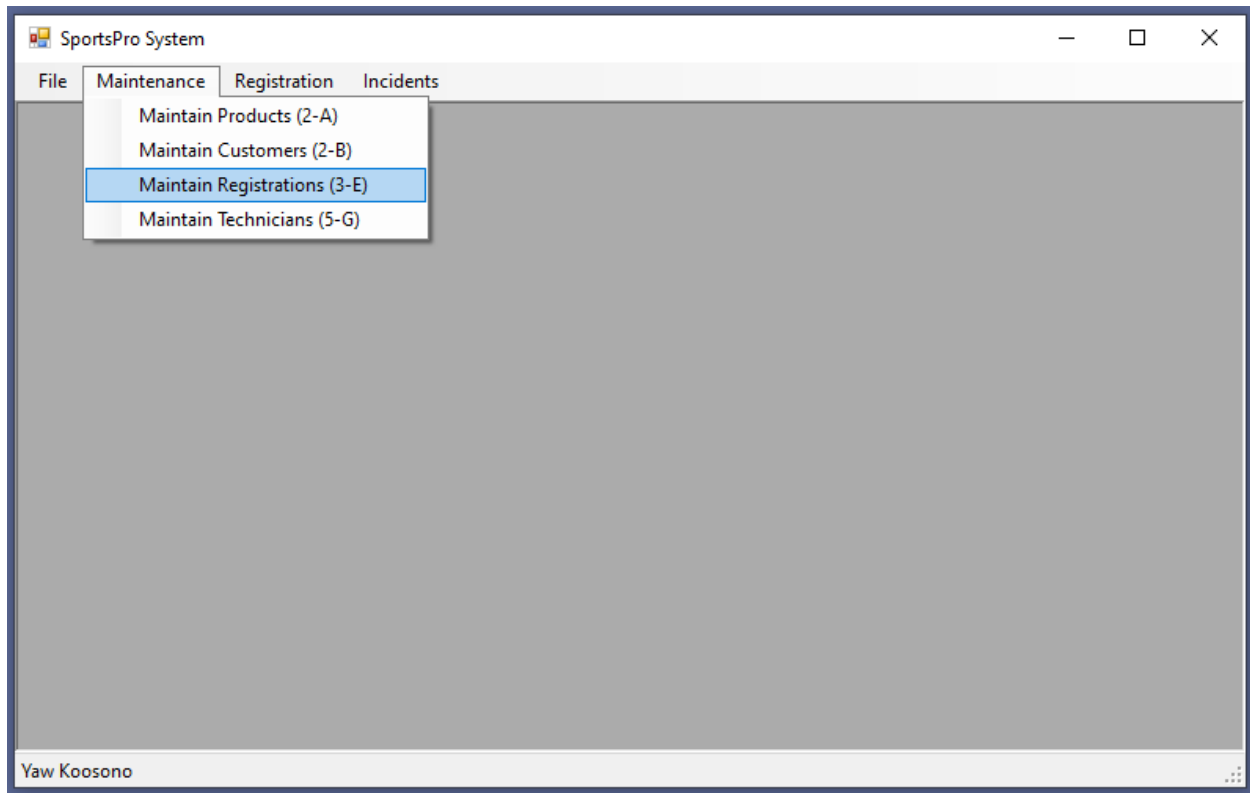 SportsPro System
File Maintenance Registration Incidents
Maintain Products (2-A)
Maintain Customers (2-B)
Maintain Registrations (3-E)
Maintain Technicians (5-G)
Yaw Koosono